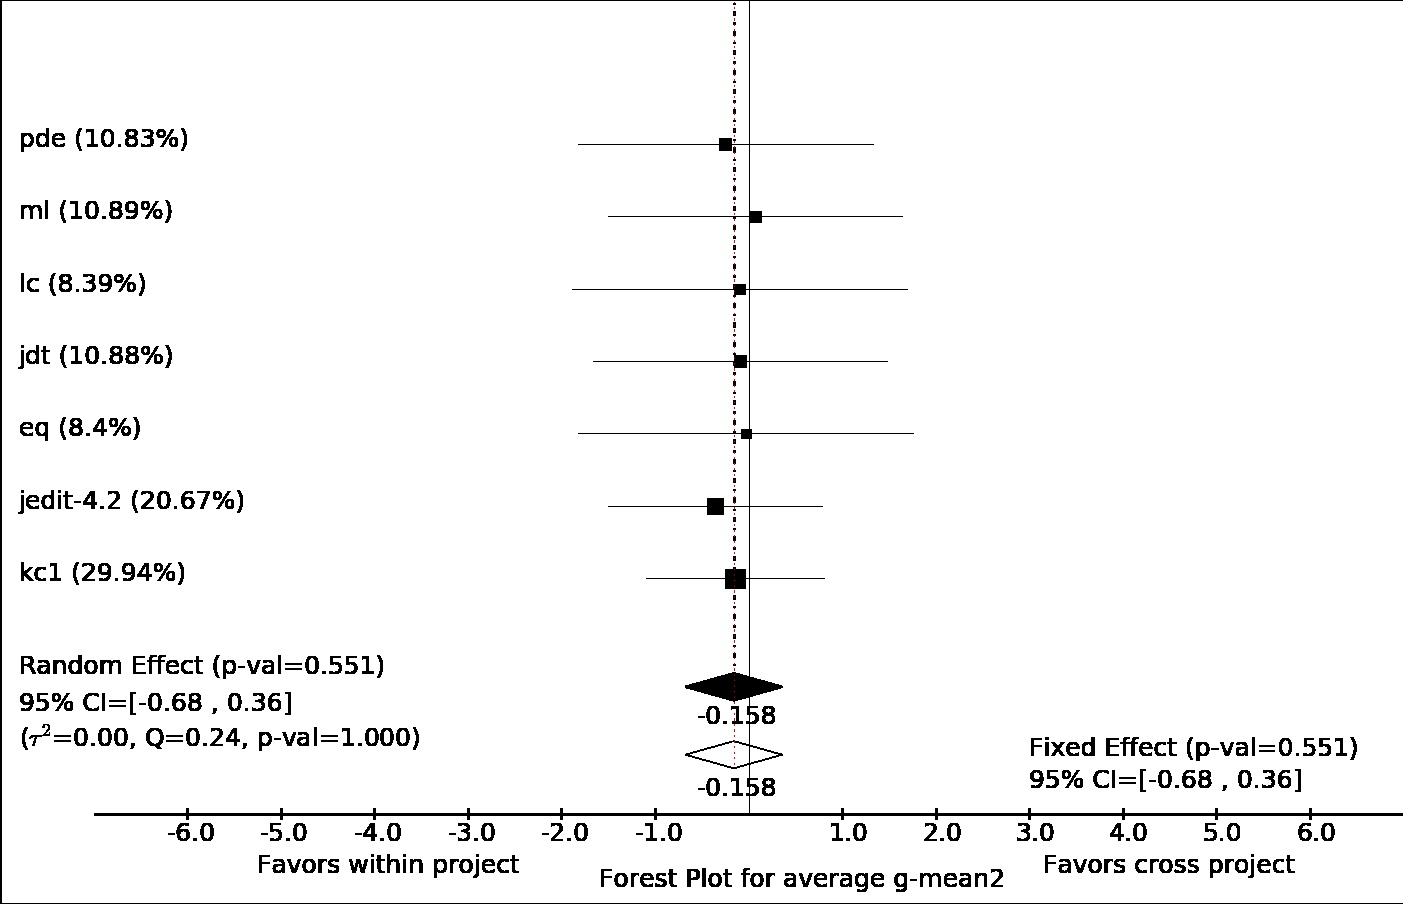 pde (10.83%)
ml (10.89%)
lc (8.39%)
jdt (10.88%)
eq (8.4%)
jedit-4.2 (20.67%)
kc1 (29.94%)
Random Effect (p-val=0.551)
95% CI=[-0.68 , 0.36]
(τ²=0.00, Q=0.24, p-val=1.000)
-0.158
-0.158
Fixed Effect (p-val=0.551)
95% CI=[-0.68 , 0.36]
-6.0 -5.0 -4.0 -3.0 -2.0 -1.0 1.0 2.0 3.0 4.0 5.0 6.0
Favors within project
Forest Plot for average g-mean2
Favors cross project